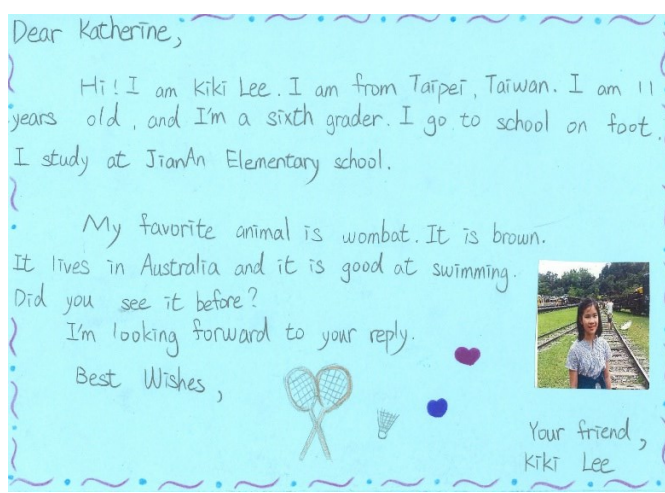 Dear Katherine,
Hi! I am Kiki Lee. I am from Taipei, Taiwan. I am 11
years old, and I'm a sixth grader. I go to school on foot.
I study at JianAn Elementary school.
My favorite animal is wombat. It is brown.
It lives in Australia and it is good at swimming.
Did you see it before?
I'm looking forward to your reply.
Best Wishes,
Your friend,
Kiki Lee